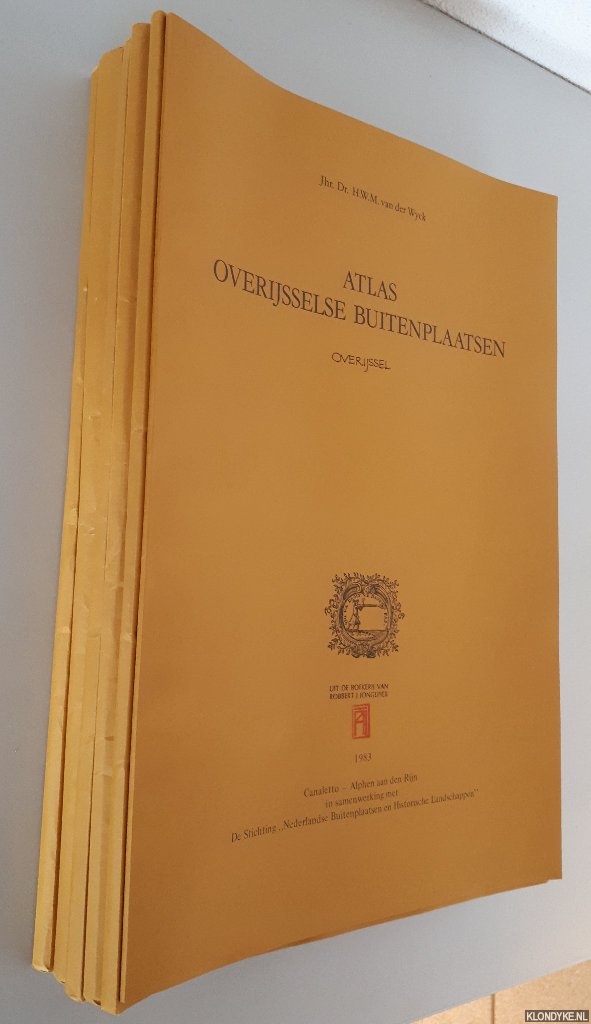 Jhr. Dr. H.W.M. van der Wyck
ATLAS
OVERIJSSELSE BUITENPLAATSEN
OVERIJSSEL
UIT DE BOEKERIJ VAN
ROBBERT J. JONGEPIER
1983
Canaletto – Alphen aan den Rijn
in samenwerking met
De Stichting „Nederlandse Buitenplaatsen en Historische Landschappen”
KLONDYKE.NL